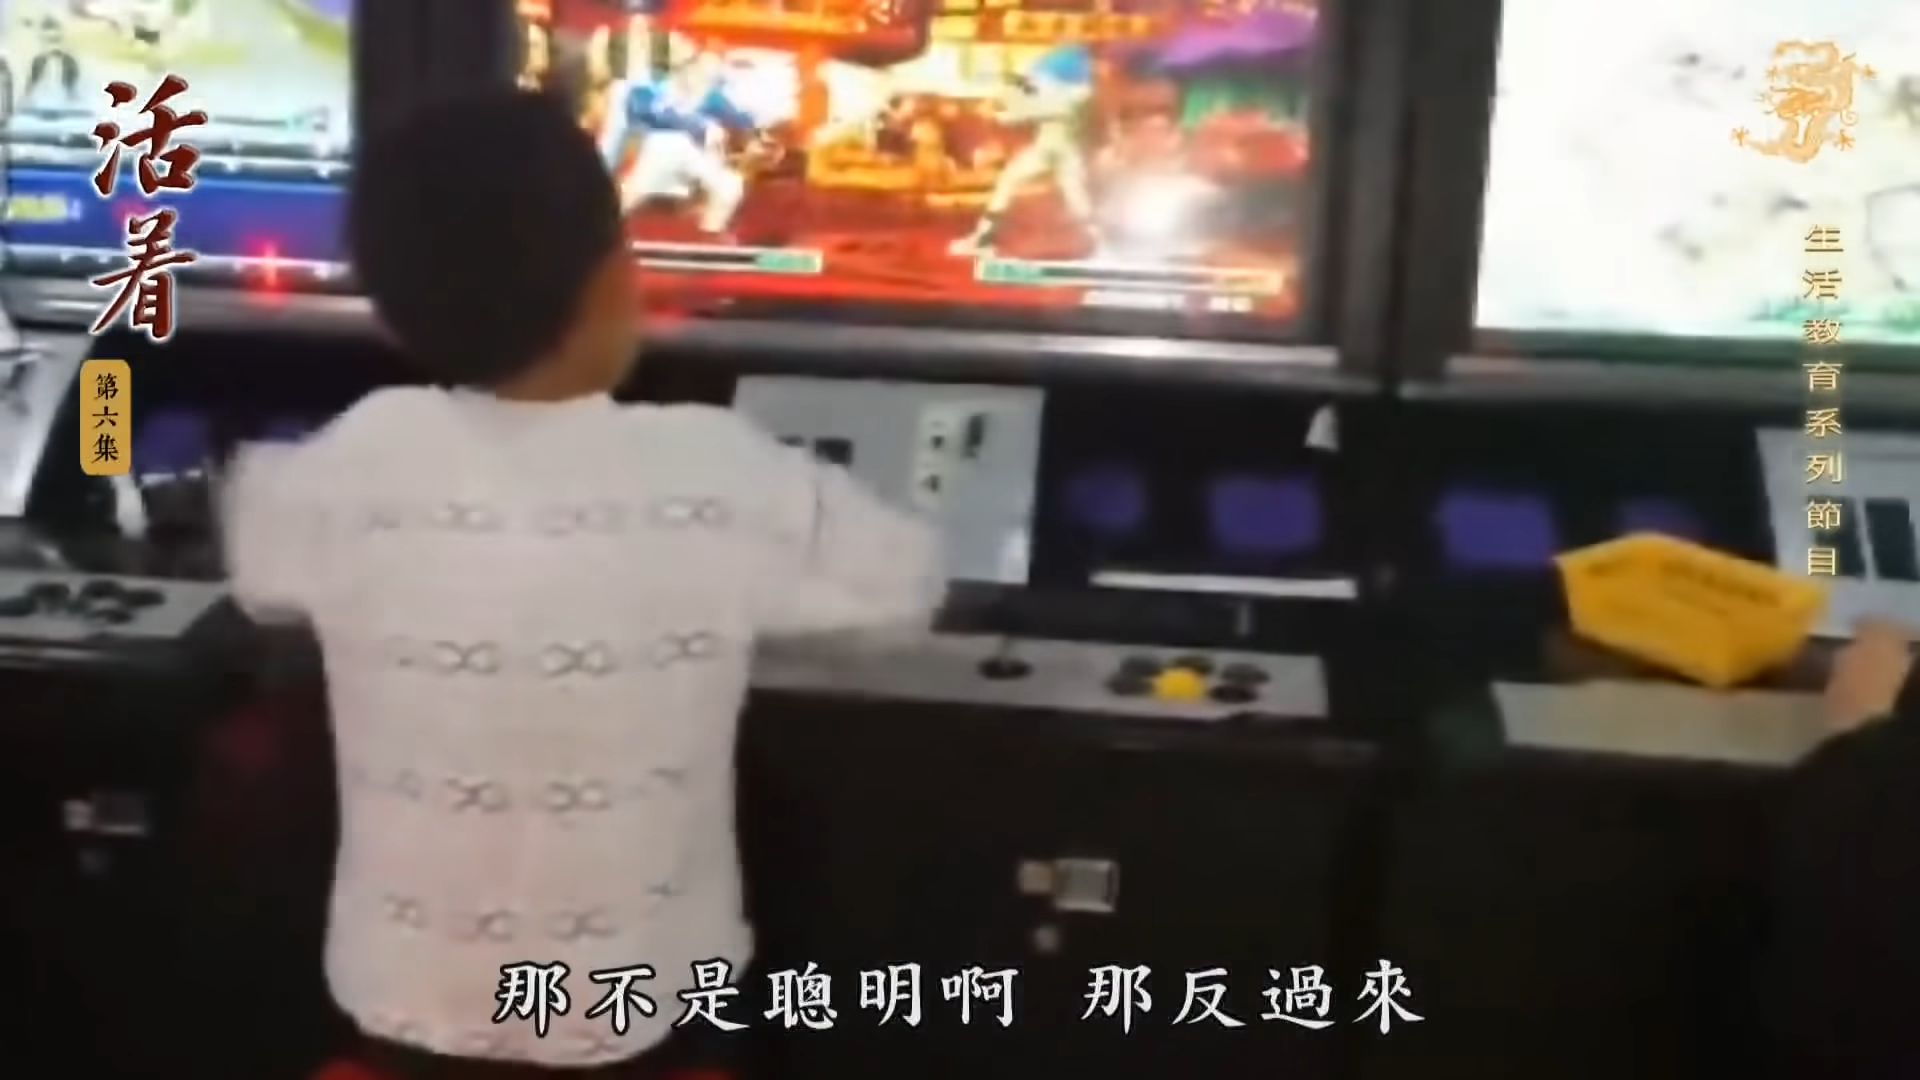 活着
第六集
生活教育系列節目
那不是聰明啊 那反過來